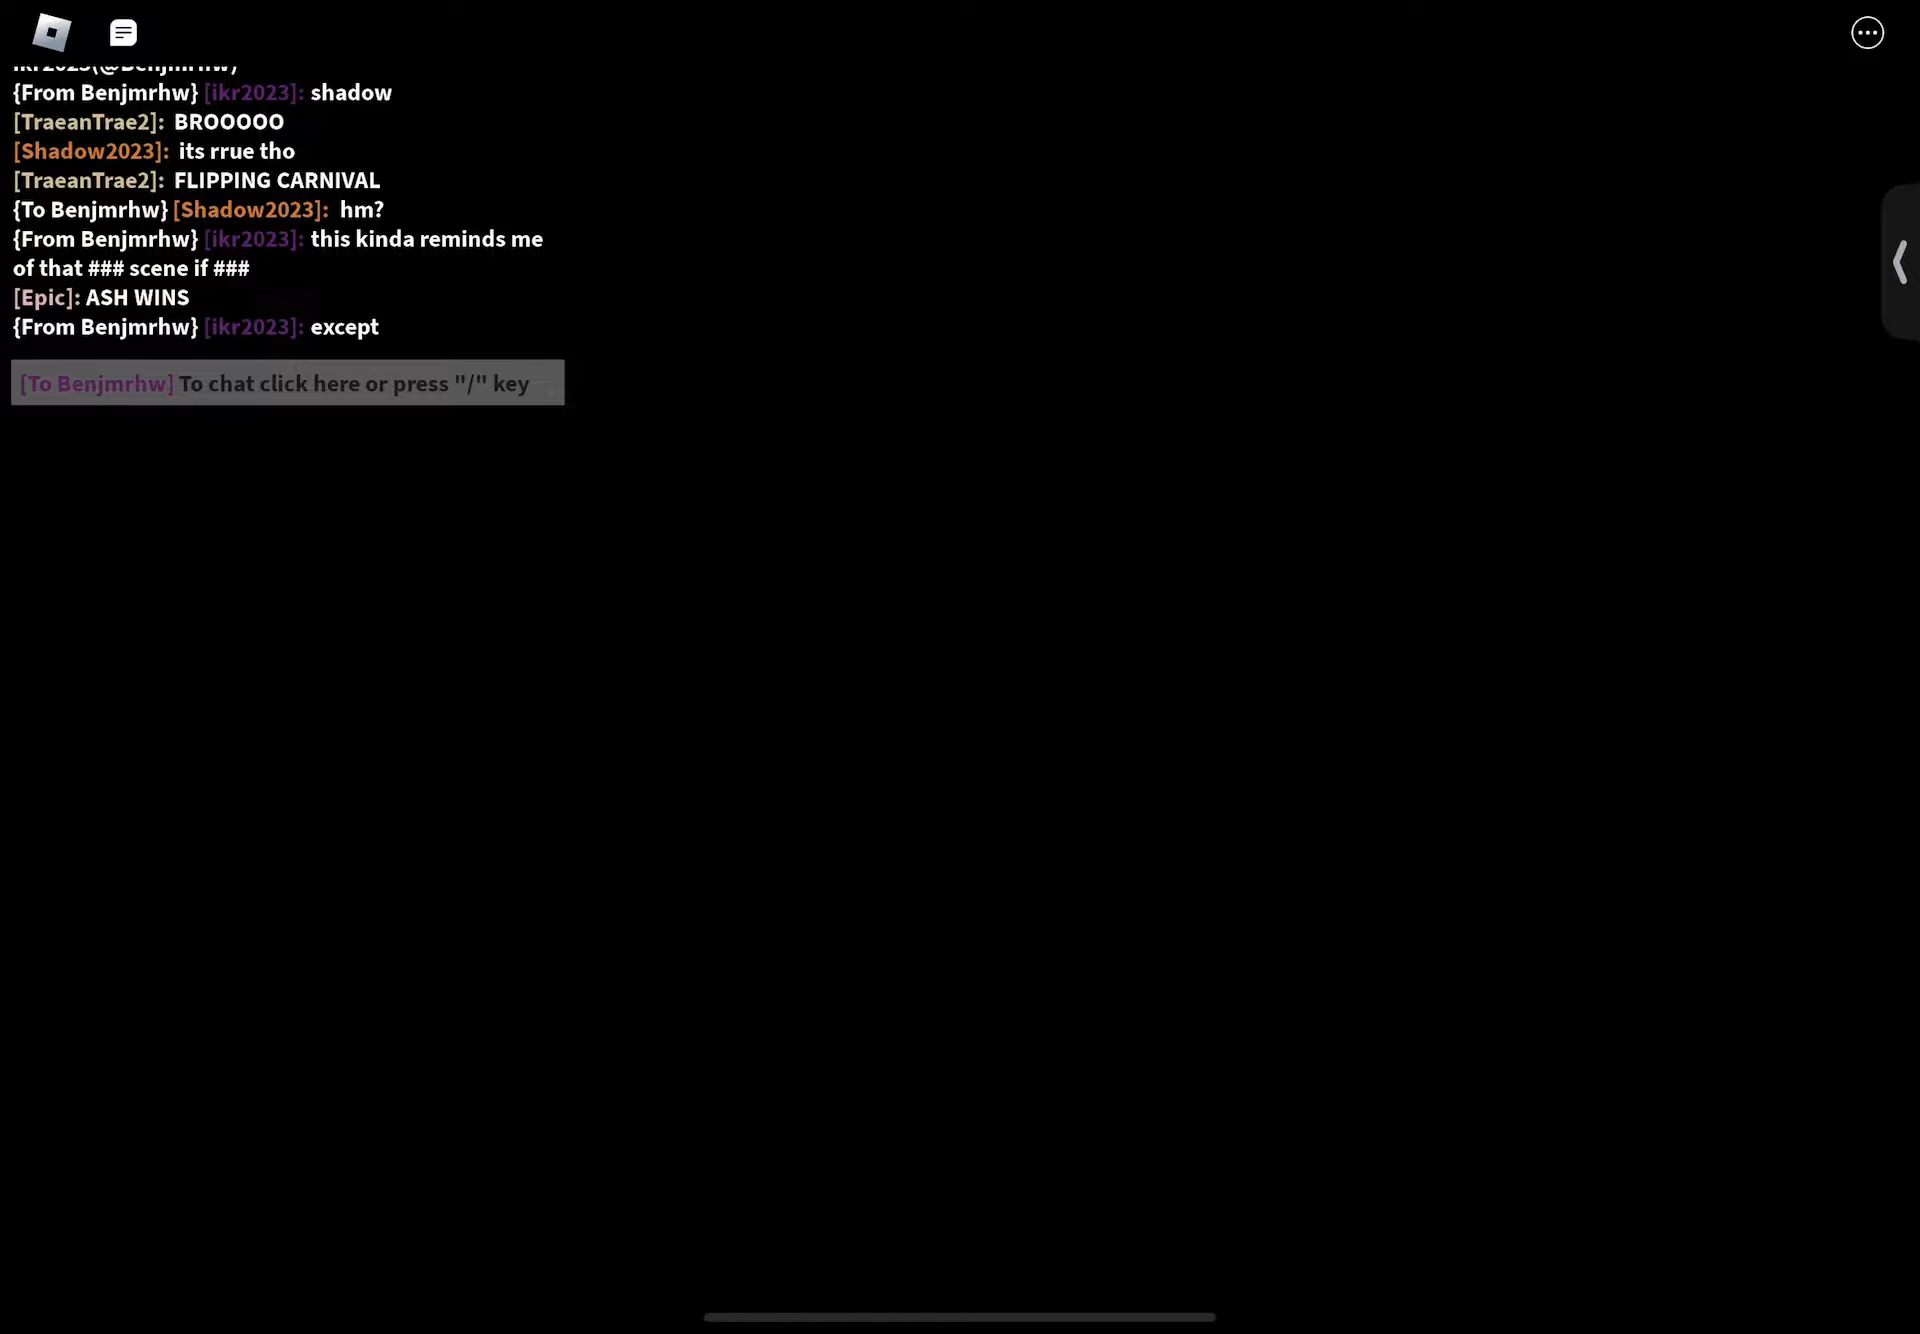 ikr2023(@Benjmrhw)
{From Benjmrhw} [ikr2023]: shadow
[TraeanTrae2]: BROOOOO
[Shadow2023]: its rrue tho
[TraeanTrae2]: FLIPPING CARNIVAL
{To Benjmrhw} [Shadow2023]: hm?
{From Benjmrhw} [ikr2023]: this kinda reminds me
of that ### scene if ###
[Epic]: ASH WINS
{From Benjmrhw} [ikr2023]: except
[To Benjmrhw] To chat click here or press "/" key